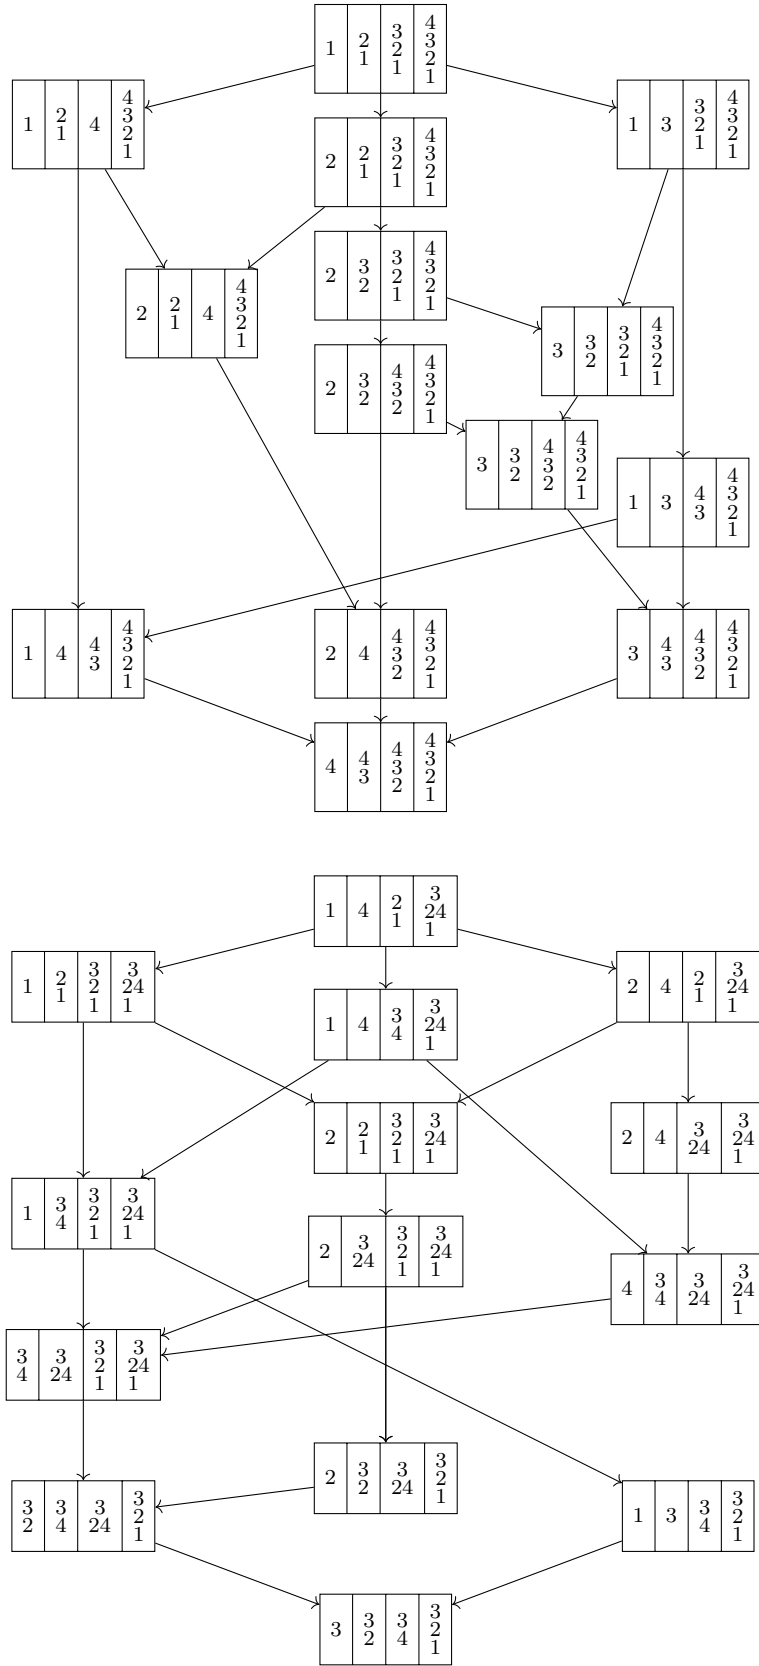 1 2 1 3 2 1 4 3 2 1
1 2 1 4 4 3 2 1
1 3 3 2 1 4 3 2 1
2 2 1 3 2 1 4 3 2 1
2 3 2 3 2 1 4 3 2 1
2 2 1 4 4 3 2 1
3 3 2 3 2 1 4 3 2 1
2 3 2 4 3 2 4 3 2 1
3 3 2 4 3 2 4 3 2 1
1 3 4 3 4 3 2 1
1 4 4 3 4 3 2 1
2 4 4 3 2 4 3 2 1
3 4 3 4 3 2 4 3 2 1
4 4 3 4 3 2 4 3 2 1
1 4 2 1 3 24 1
1 2 1 3 2 1 3 24 1
2 4 2 1 3 24 1
1 4 3 4 3 24 1
2 2 1 3 2 1 3 24 1
2 4 3 24 3 24 1
1 3 4 3 2 1 3 24 1
2 3 24 3 2 1 3 24 1
4 3 4 3 24 3 24 1
3 4 3 24 3 2 1 3 24 1
2 3 2 3 24 3 2 1
3 2 3 4 3 24 3 2 1
1 3 3 4 3 2 1
3 3 2 3 4 3 2 1